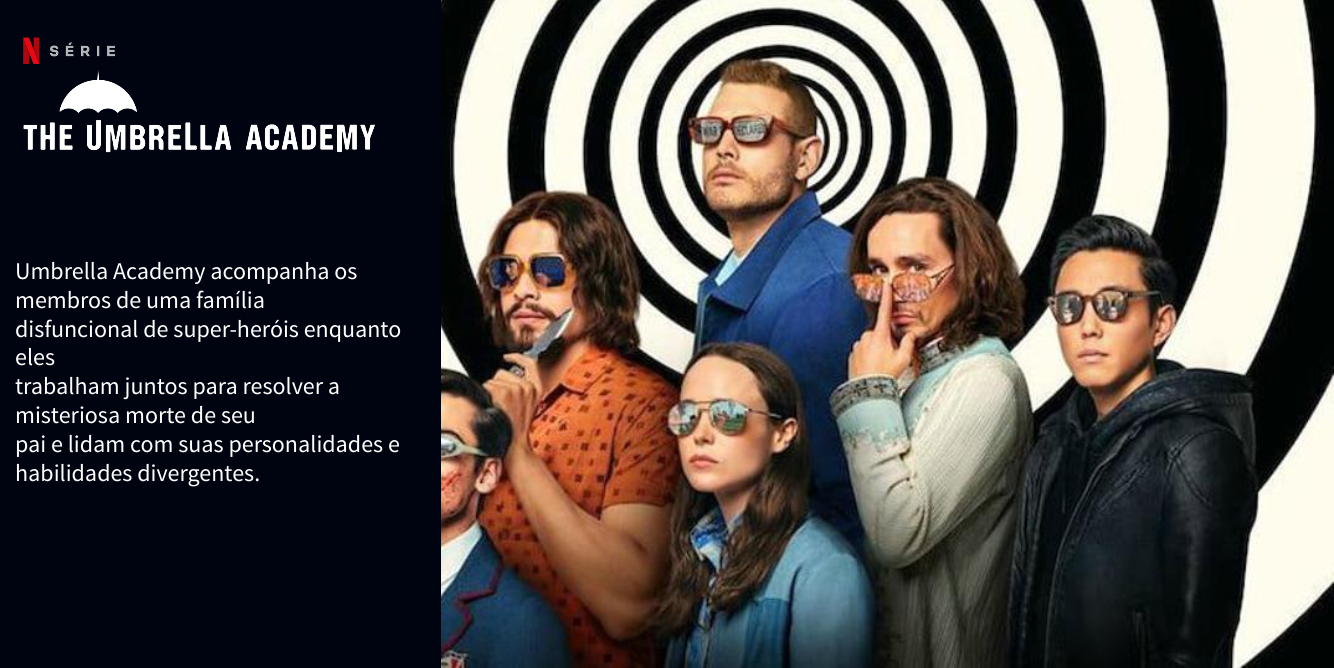 N SÉRIE
THE UMBRELLA ACADEMY
Umbrella Academy acompanha os
membros de uma família
disfuncional de super-heróis enquanto
eles
trabalham juntos para resolver a
misteriosa morte de seu
pai e lidam com suas personalidades e
habilidades divergentes.